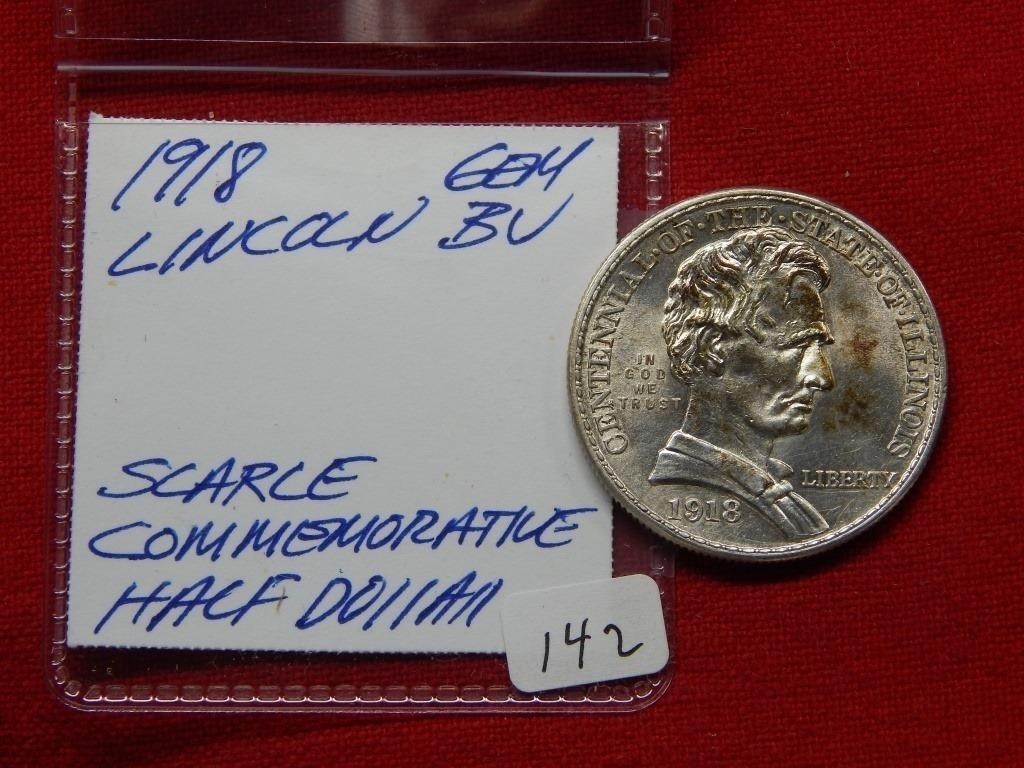 1918 GEM
LINCOLN BU
SCARCE
COMMEMORATIVE
HALF DOLLAR
142
CENTENNIAL·OF·THE·STATE·OF·ILLINOIS
IN
GOD
WE
TRUST
LIBERTY
1918